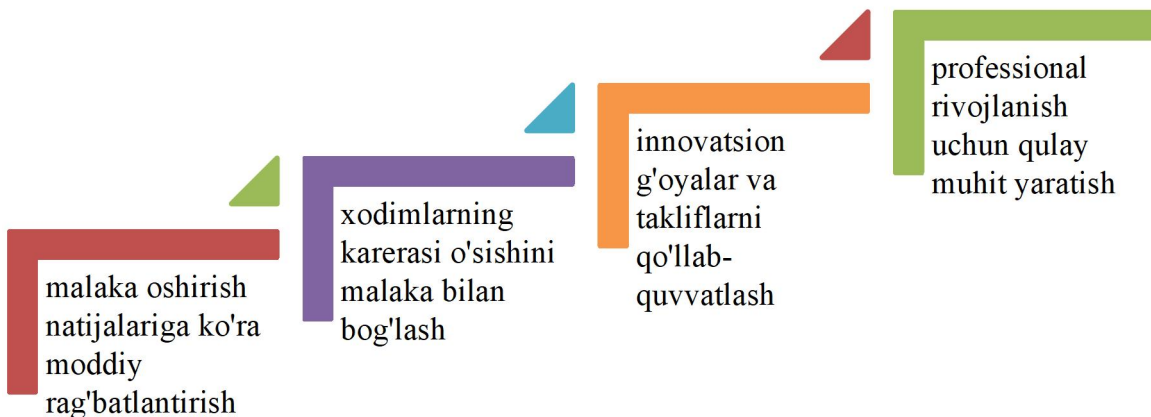 malaka oshirish
natijalariga ko'ra
moddiy
rag'batlantirish
xodimlarning
karerasi o'sishini
malaka bilan
bog'lash
innovatsion
g'oyalar va
takliflarni
qo'llab-
quvvatlash
professional
rivojlanish
uchun qulay
muhit yaratish